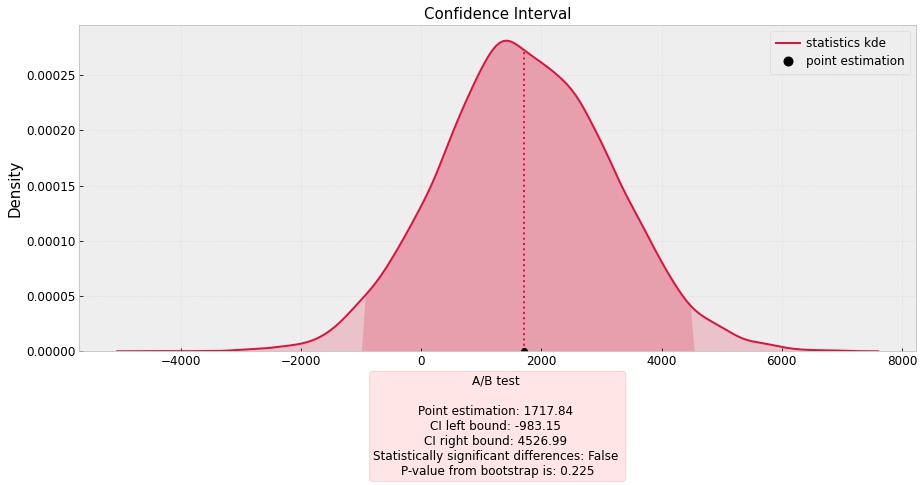 Confidence Interval
statistics kde
point estimation
Density
0.00025
0.00020
0.00015
0.00010
0.00005
0.00000
−4000 −2000 0 2000 4000 6000 8000
A/B test
Point estimation: 1717.84
CI left bound: -983.15
CI right bound: 4526.99
Statistically significant differences: False
P-value from bootstrap is: 0.225